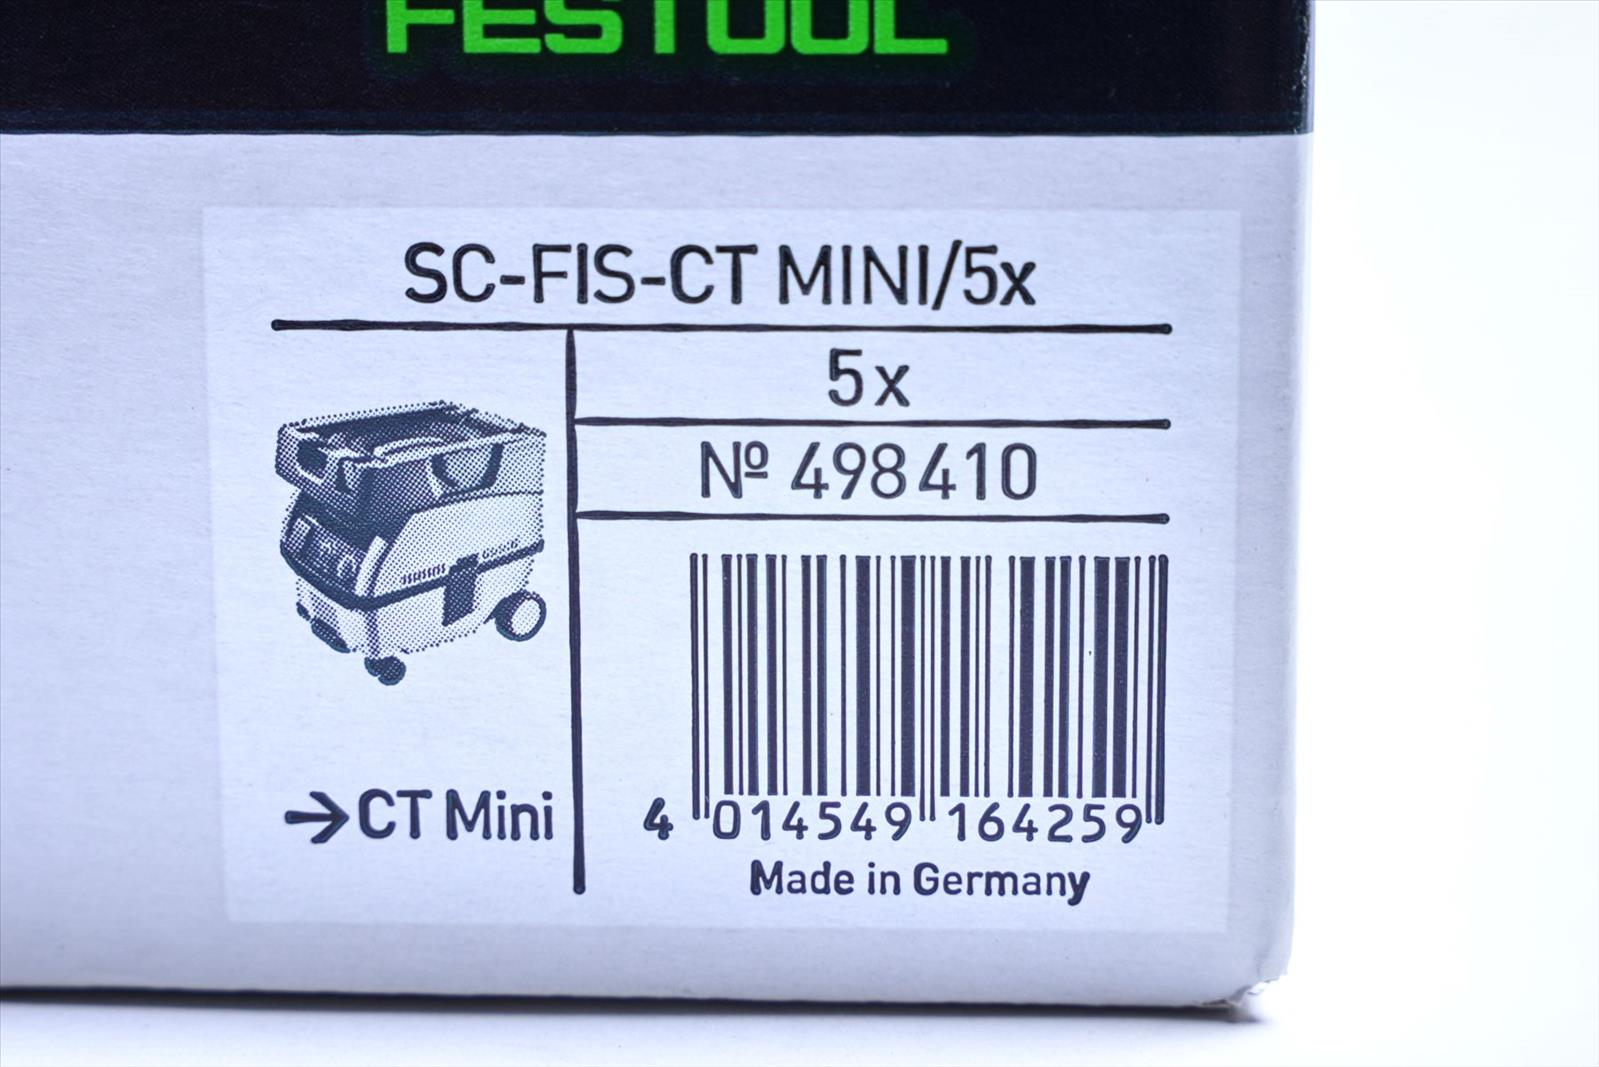 FESTOOL
SC-FIS-CT MINI/5x
5x
Nº 498410
→CT Mini
4 014549 164259
Made in Germany